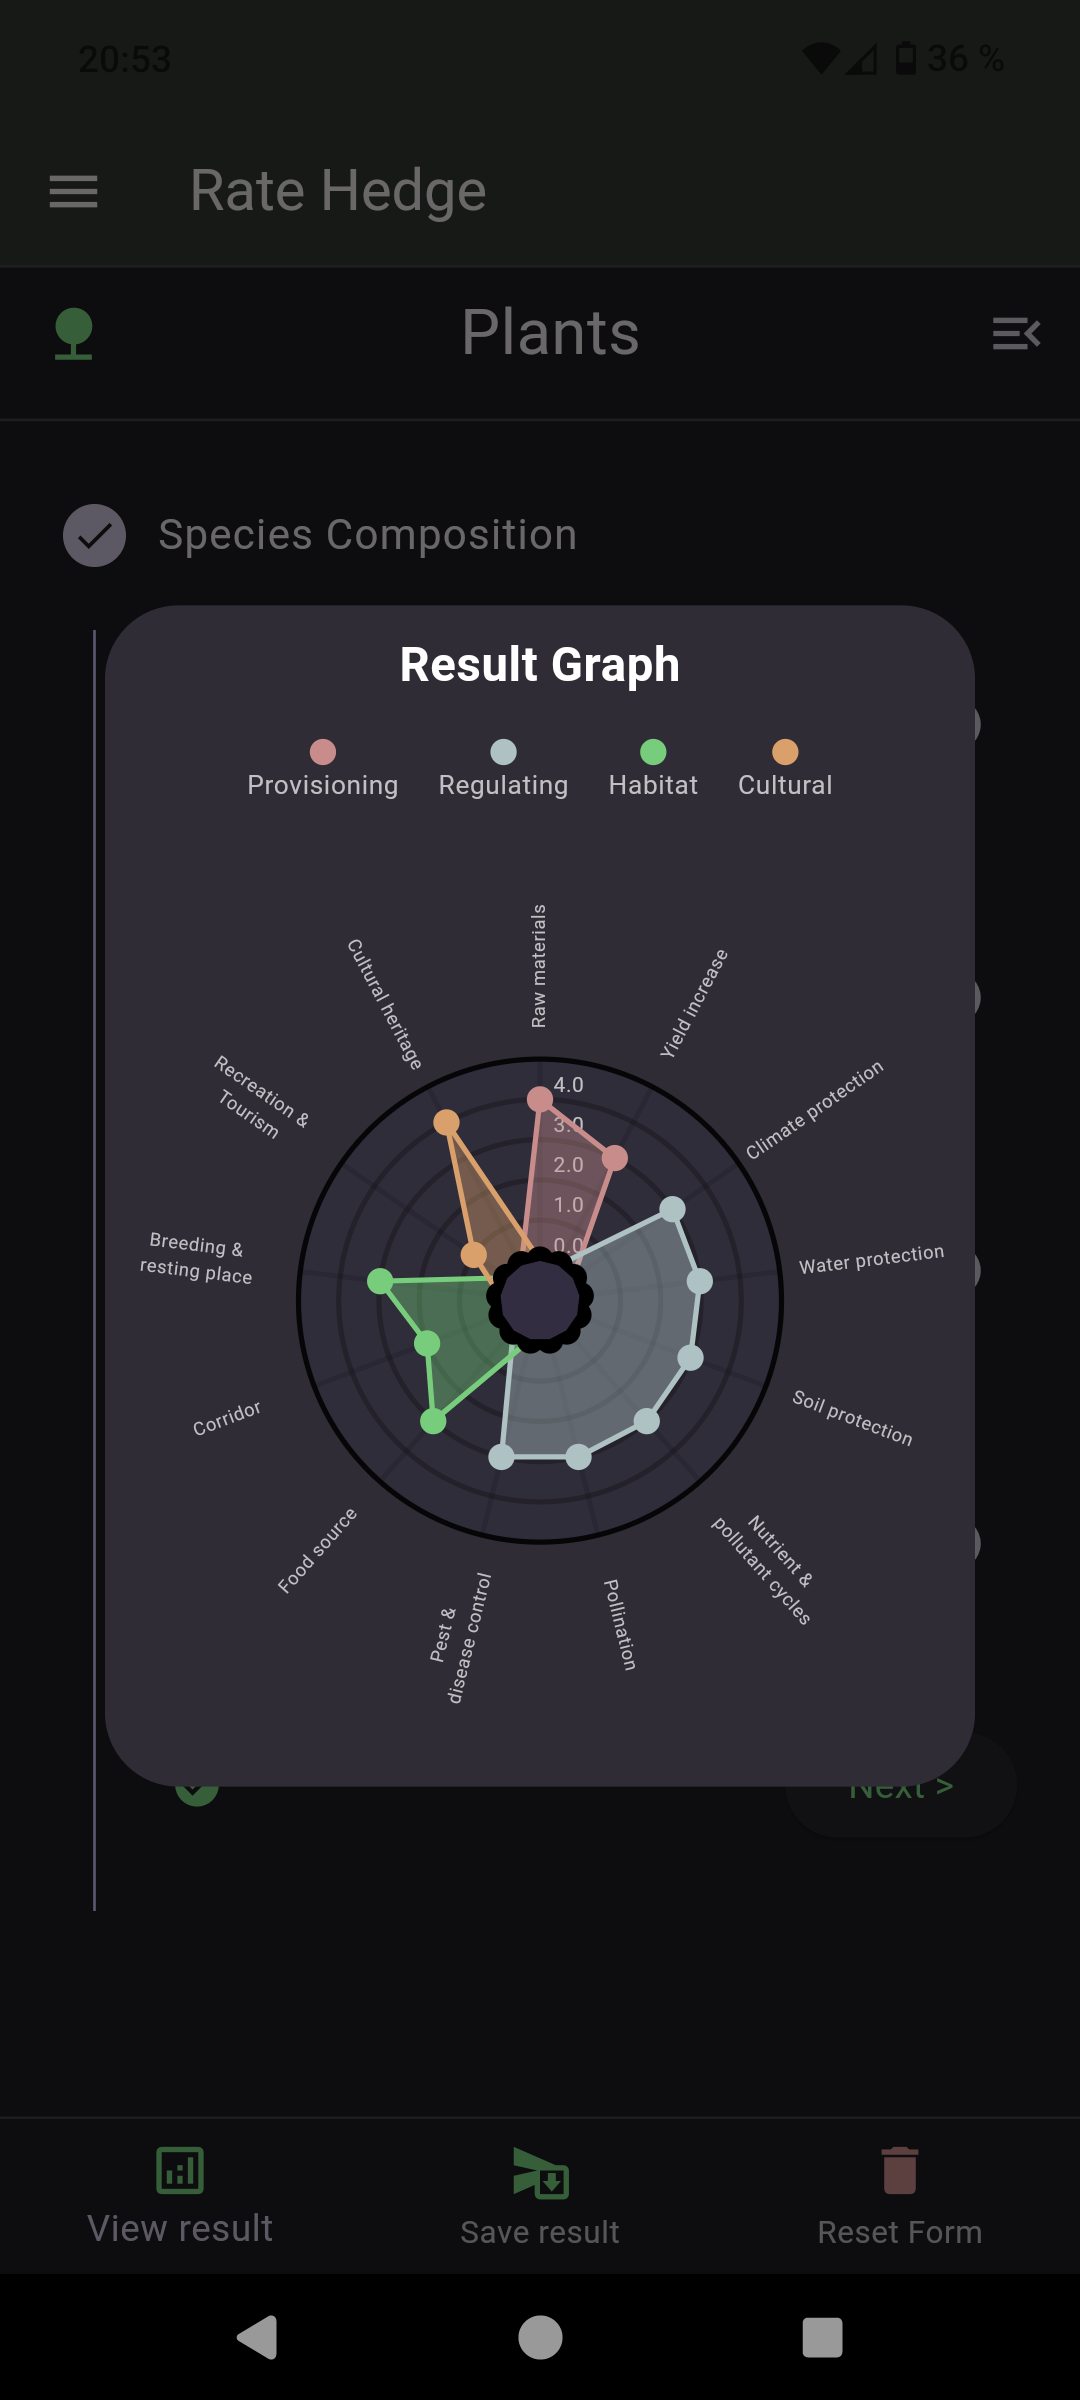 20:53
36 %
Rate Hedge
Plants
Species Composition
Result Graph
Provisioning
Regulating
Habitat
Cultural
Raw materials
Yield increase
Climate protection
Water protection
Soil protection
Nutrient &
pollutant cycles
Pollination
Pest &
disease control
Food source
Corridor
Breeding &
resting place
Recreation &
Tourism
Cultural heritage
4.0
3.0
2.0
1.0
0.0
Next >
View result
Save result
Reset Form